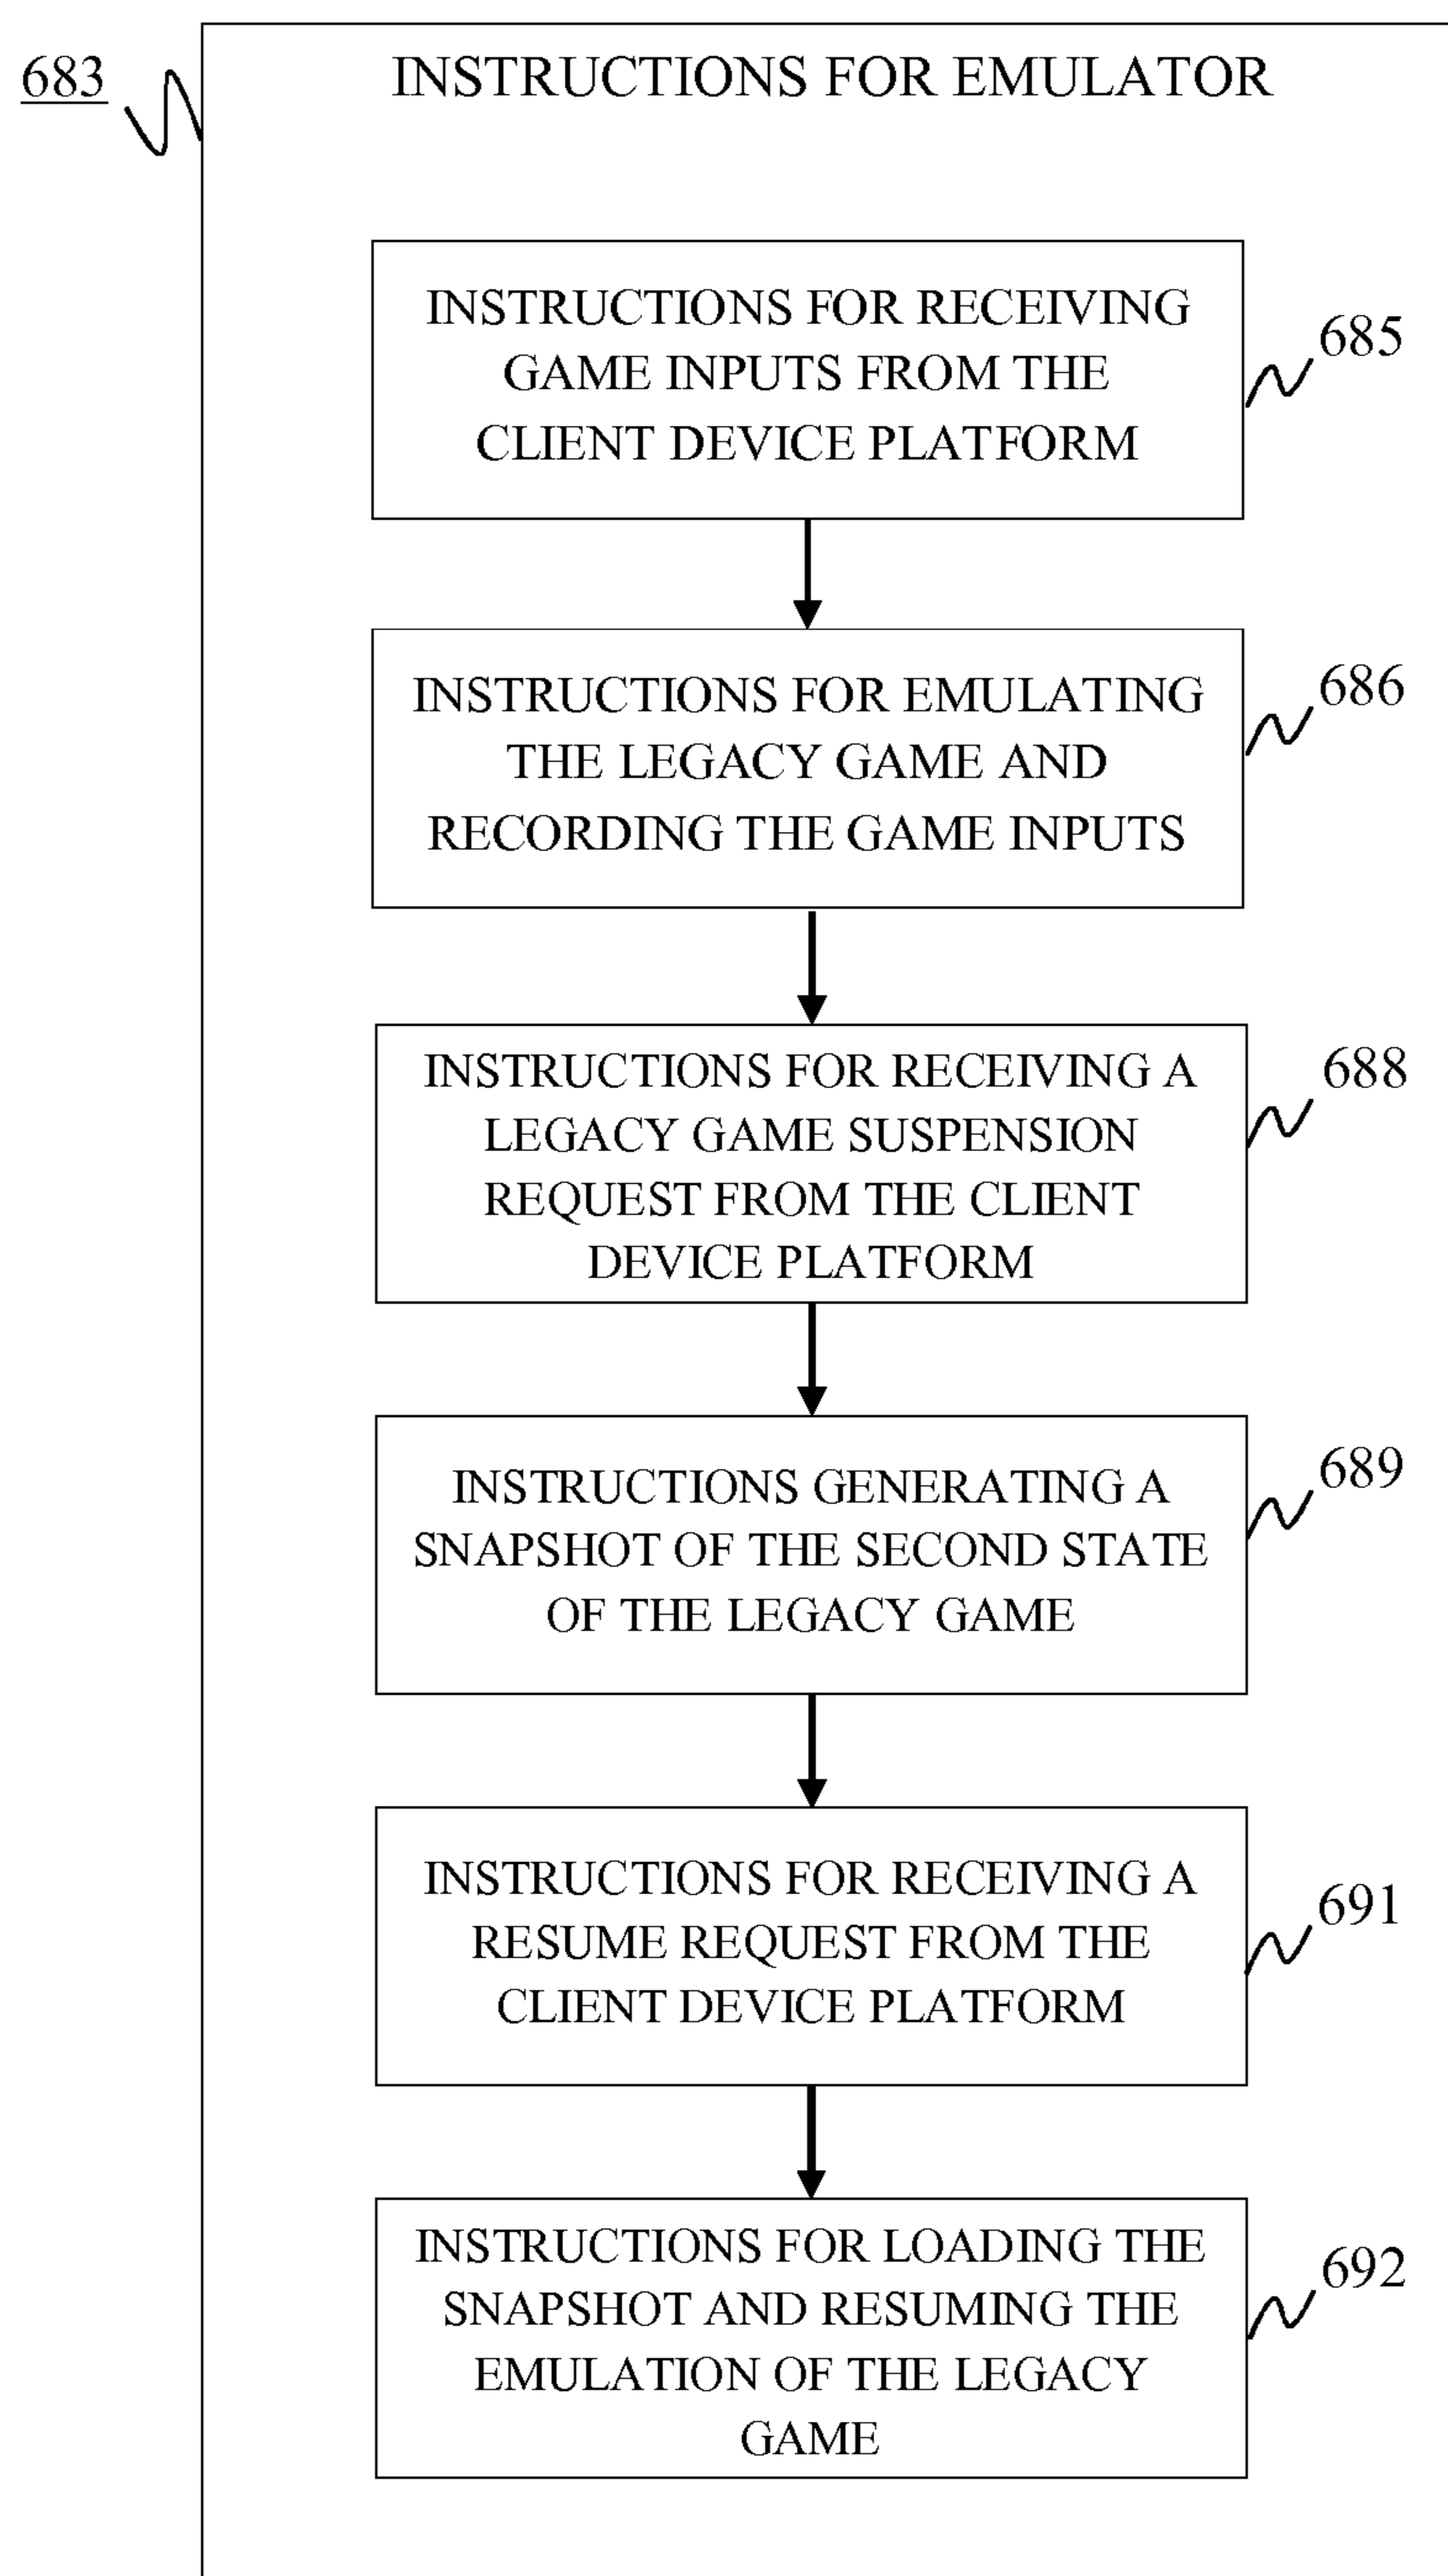 683
INSTRUCTIONS FOR EMULATOR
INSTRUCTIONS FOR RECEIVING
GAME INPUTS FROM THE
CLIENT DEVICE PLATFORM
685
INSTRUCTIONS FOR EMULATING
THE LEGACY GAME AND
RECORDING THE GAME INPUTS
686
INSTRUCTIONS FOR RECEIVING A
LEGACY GAME SUSPENSION
REQUEST FROM THE CLIENT
DEVICE PLATFORM
688
INSTRUCTIONS GENERATING A
SNAPSHOT OF THE SECOND STATE
OF THE LEGACY GAME
689
INSTRUCTIONS FOR RECEIVING A
RESUME REQUEST FROM THE
CLIENT DEVICE PLATFORM
691
INSTRUCTIONS FOR LOADING THE
SNAPSHOT AND RESUMING THE
EMULATION OF THE LEGACY
GAME
692